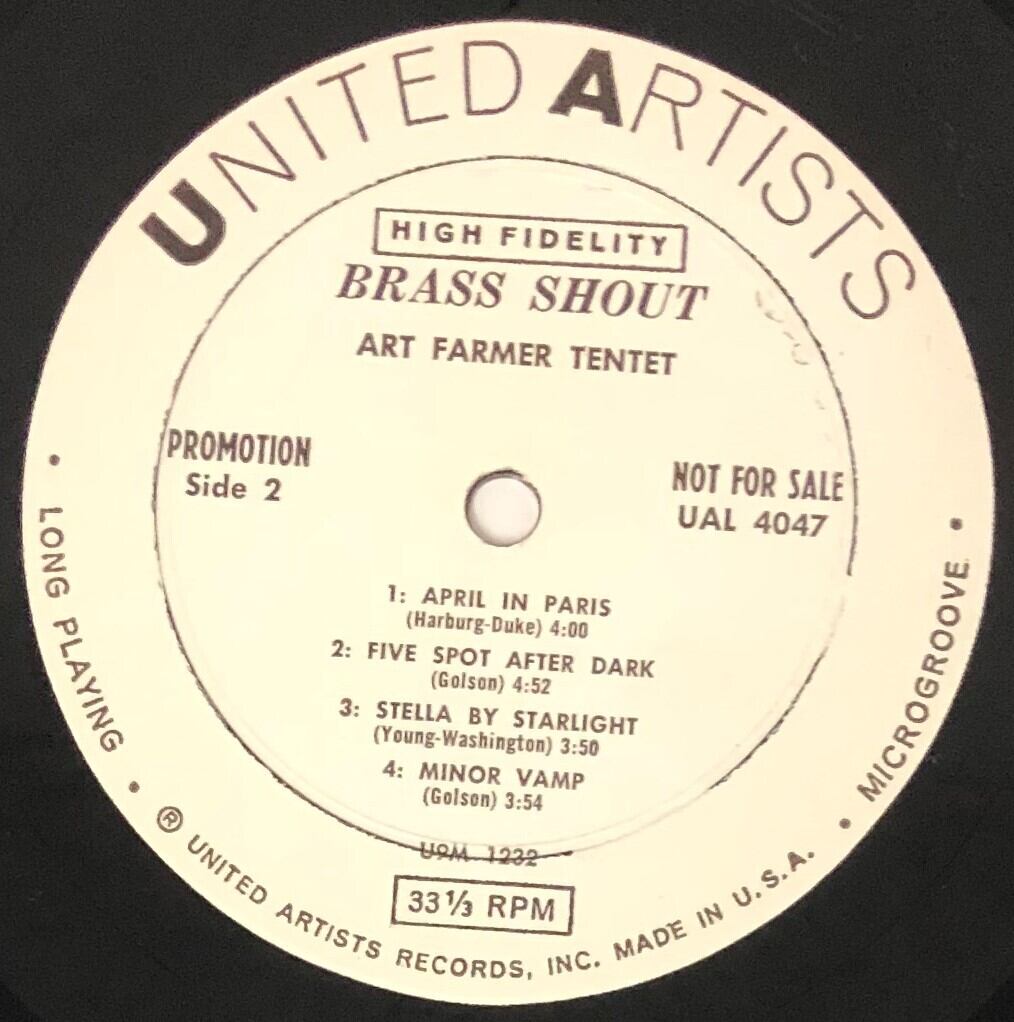 UNITED ARTISTS
HIGH FIDELITY
BRASS SHOUT
ART FARMER TENTET
PROMOTION
Side 2
NOT FOR SALE
UAL 4047
1: APRIL IN PARIS
(Harburg-Duke) 4:00
2: FIVE SPOT AFTER DARK
(Golson) 4:52
3: STELLA BY STARLIGHT
(Young-Washington) 3:50
4: MINOR VAMP
(Golson) 3:54
U9M 1232
33⅓ RPM
• LONG PLAYING • ® UNITED ARTISTS RECORDS, INC. MADE IN U.S.A. • MICROGROOVE •